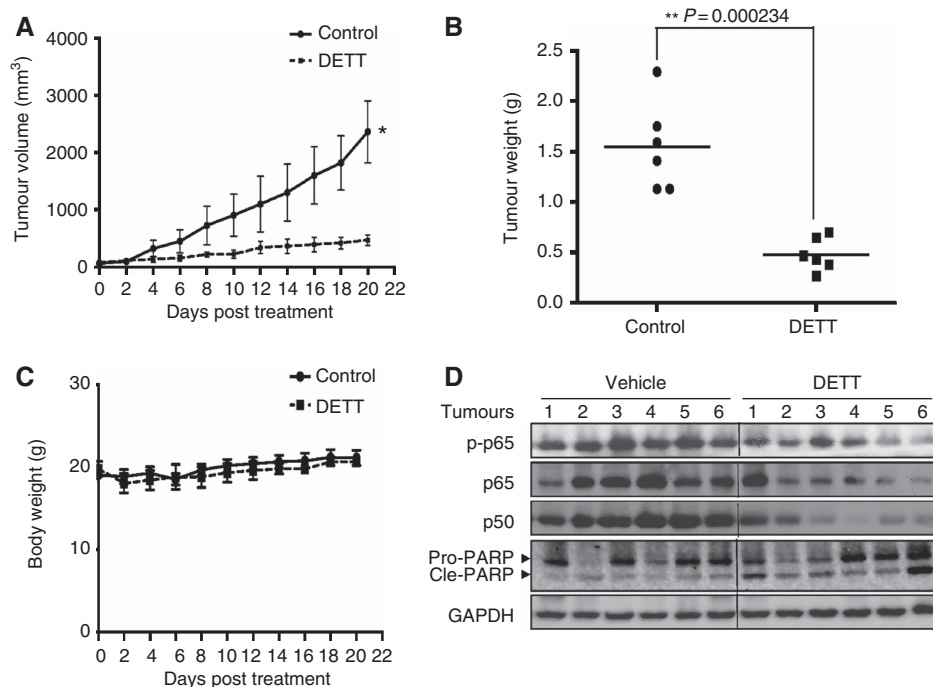 A
Tumour volume (mm³)
4000
3000
2000
1000
0
Control
DETT
*
0 2 4 6 8 10 12 14 16 18 20 22
Days post treatment
B
** P=0.000234
Tumour weight (g)
2.5
2.0
1.5
1.0
0.5
0.0
Control DETT
C
Body weight (g)
30
20
10
0
Control
DETT
0 2 4 6 8 10 12 14 16 18 20 22
Days post treatment
D
Vehicle DETT
Tumours 1 2 3 4 5 6 1 2 3 4 5 6
p-p65
p65
p50
Pro-PARP
Cle-PARP
GAPDH